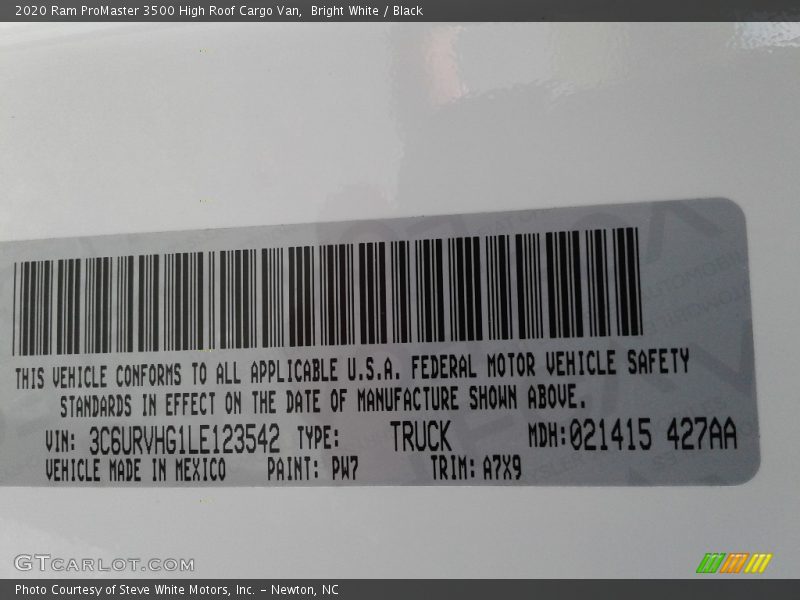 2020 Ram ProMaster 3500 High Roof Cargo Van,  Bright White / Black
THIS VEHICLE CONFORMS TO ALL APPLICABLE U.S.A. FEDERAL MOTOR VEHICLE SAFETY
STANDARDS IN EFFECT ON THE DATE OF MANUFACTURE SHOWN ABOVE.
VIN: 3C6URVHG1LE123542 TYPE: TRUCK MDH:021415 427AA
VEHICLE MADE IN MEXICO PAINT: PW7 TRIM: A7X9
GTCARLOT.COM
Photo Courtesy of Steve White Motors, Inc. – Newton, NC